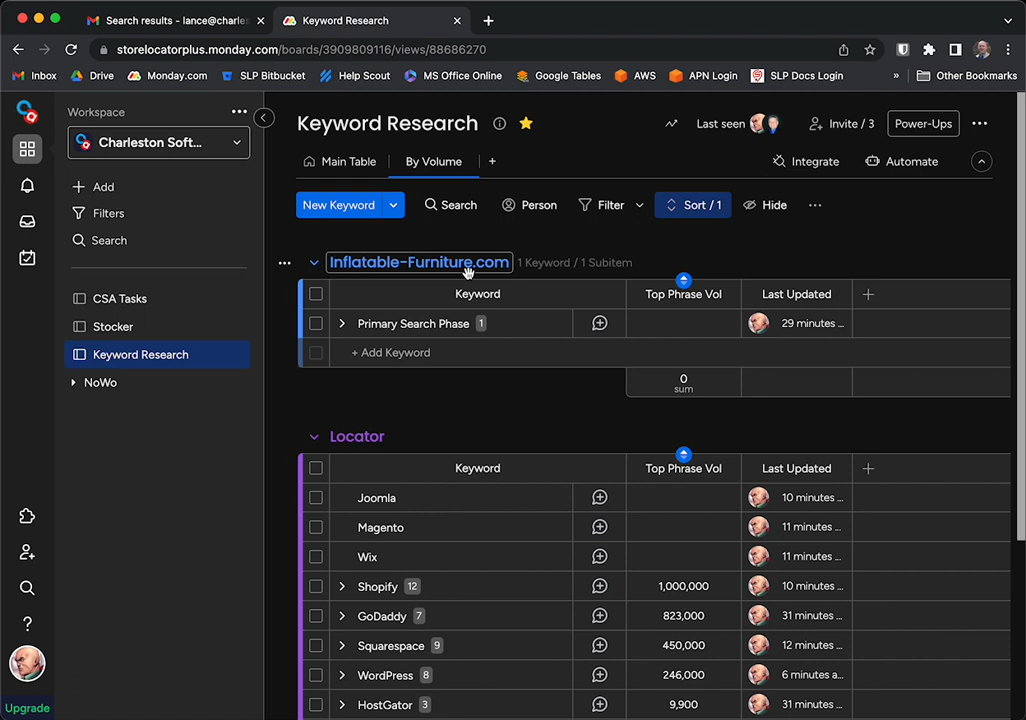 Search results - lance@charles
Keyword Research
storelocatorplus.monday.com/boards/3909809116/views/88686270
Inbox
Drive
Monday.com
SLP Bitbucket
Help Scout
MS Office Online
Google Tables
AWS
APN Login
SLP Docs Login
»
Other Bookmarks
Workspace
Charleston Soft...
Add
Filters
Search
CSA Tasks
Stocker
Keyword Research
NoWo
Upgrade
Keyword Research
Last seen
Invite / 3
Power-Ups
Main Table
By Volume
+
Integrate
Automate
New Keyword
Search
Person
Filter
Sort / 1
Hide
Inflatable-Furniture.com 1 Keyword / 1 Subitem
Keyword Top Phrase Vol Last Updated
Primary Search Phase 1 29 minutes ...
+ Add Keyword
0
sum
Locator
Keyword Top Phrase Vol Last Updated
Joomla 10 minutes ...
Magento 11 minutes ...
Wix 11 minutes ...
Shopify 12 1,000,000 10 minutes ...
GoDaddy 7 823,000 31 minutes ...
Squarespace 9 450,000 12 minutes ...
WordPress 8 246,000 6 minutes a...
HostGator 3 9,900 31 minutes ...